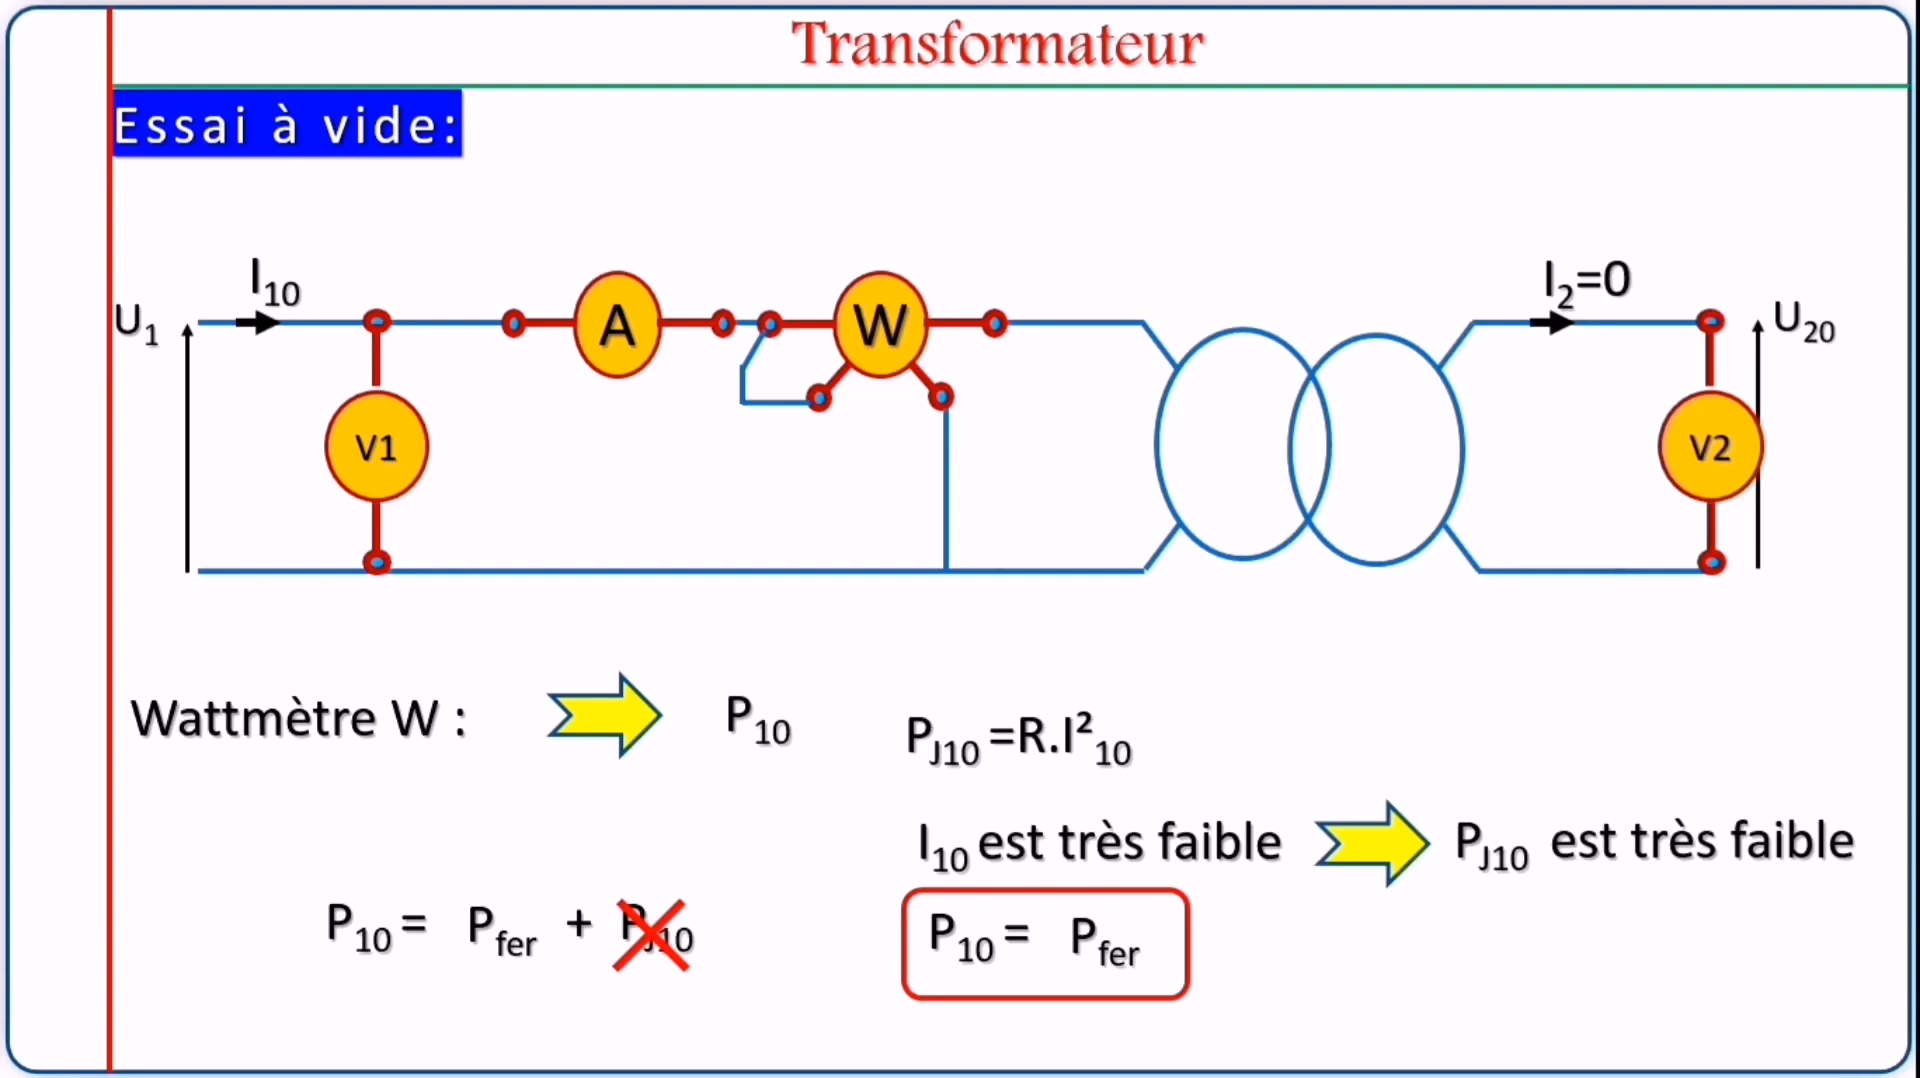 Transformateur
Essai à vide:
I10
I2=0
U1
A
W
U20
V1
V2
Wattmètre W :
P10
PJ10 =R.I²10
I10 est très faible
PJ10 est très faible
P10 = Pfer + PJ10
P10 = Pfer